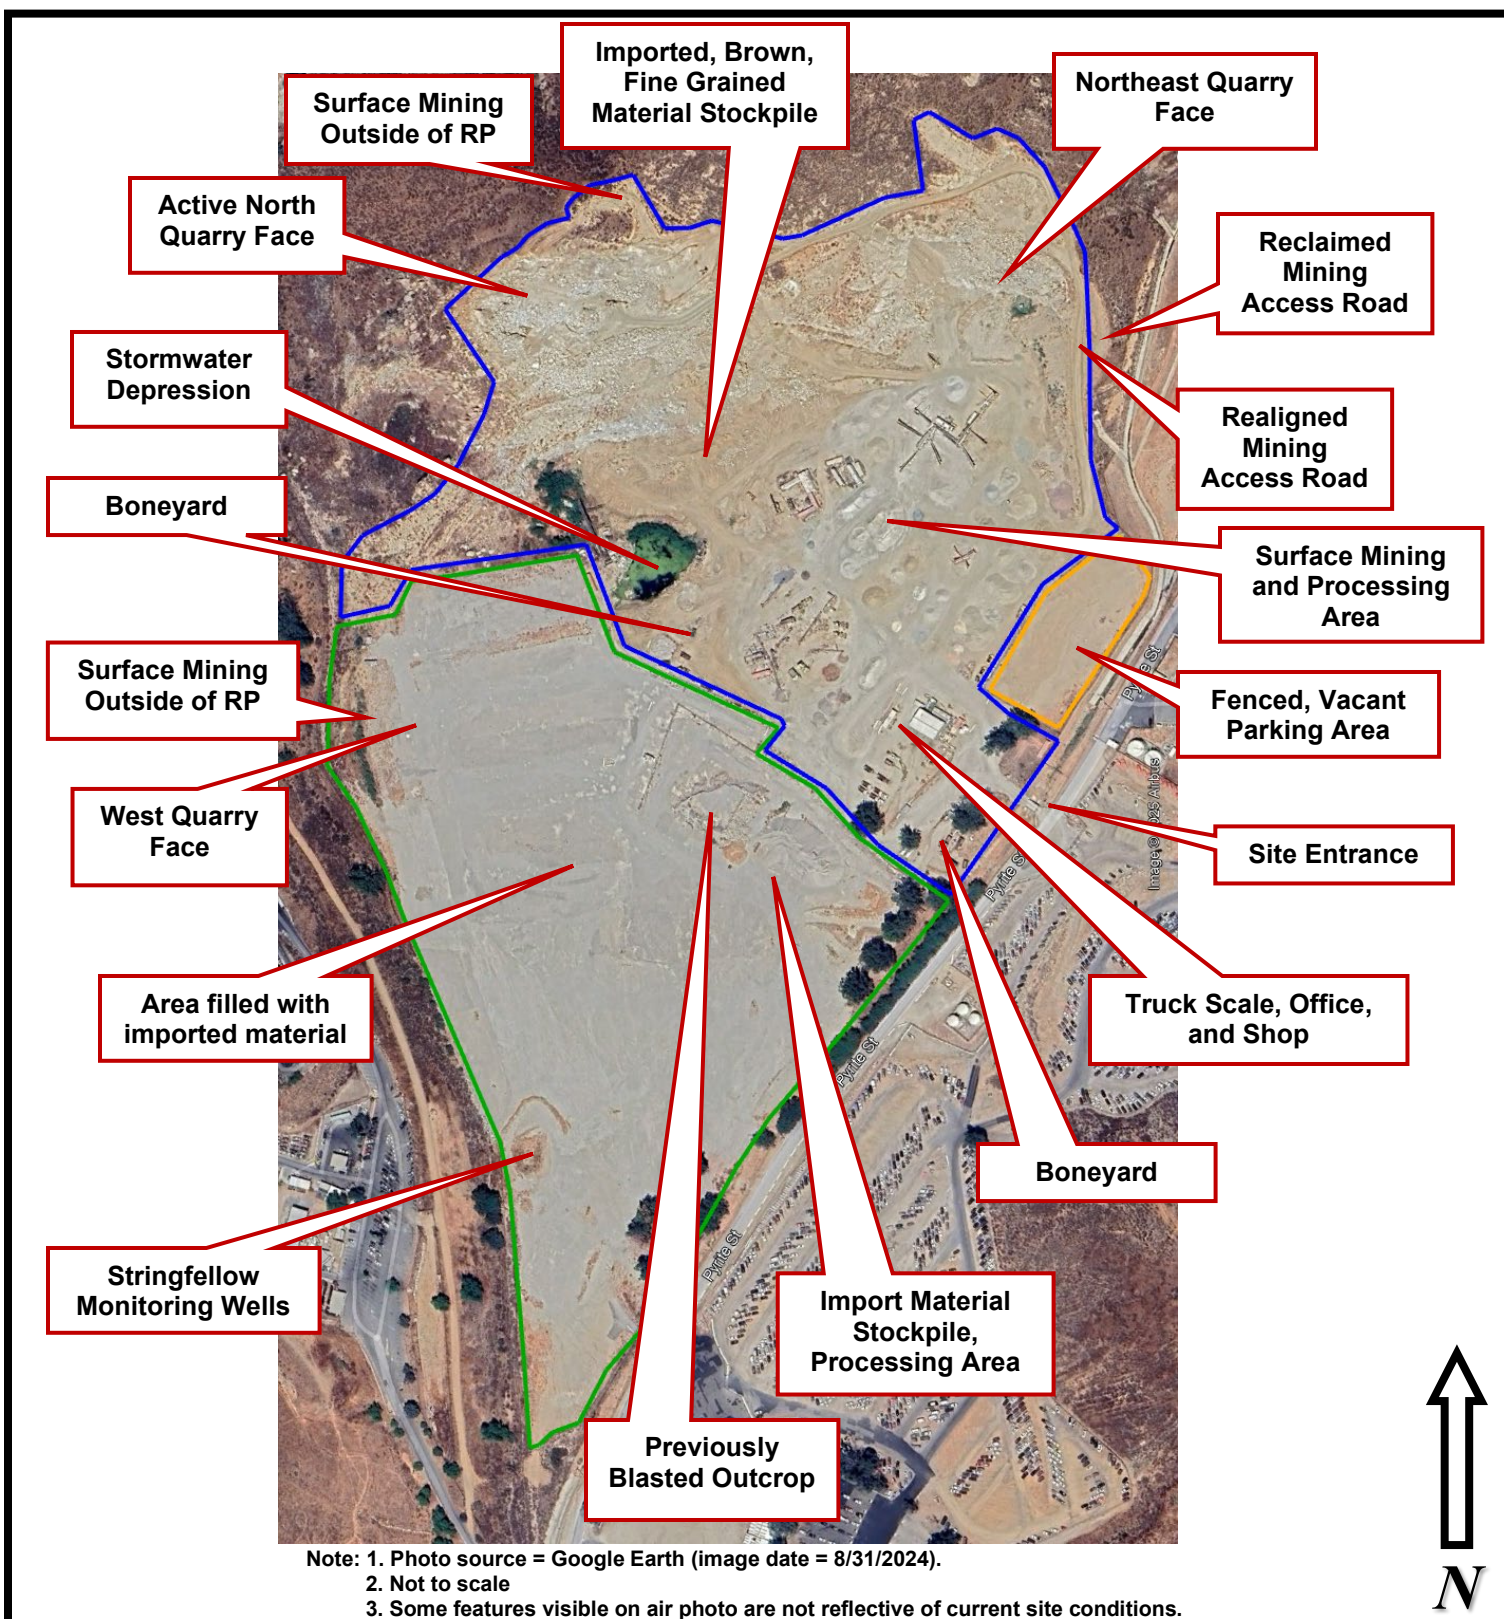 Imported, Brown,
Fine Grained
Material Stockpile
Surface Mining
Outside of RP
Northeast Quarry
Face
Active North
Quarry Face
Reclaimed
Mining
Access Road
Stormwater
Depression
Realigned
Mining
Access Road
Boneyard
Surface Mining
and Processing
Area
Surface Mining
Outside of RP
Fenced, Vacant
Parking Area
West Quarry
Face
Site Entrance
Area filled with
imported material
Truck Scale, Office,
and Shop
Boneyard
Stringfellow
Monitoring Wells
Import Material
Stockpile,
Processing Area
Previously
Blasted Outcrop
Pyrite St
Pyrite St
Pyrite St
Pyrite St
Image © 2025 Airbus
N
Note: 1. Photo source = Google Earth (image date = 8/31/2024).
2. Not to scale
3. Some features visible on air photo are not reflective of current site conditions.